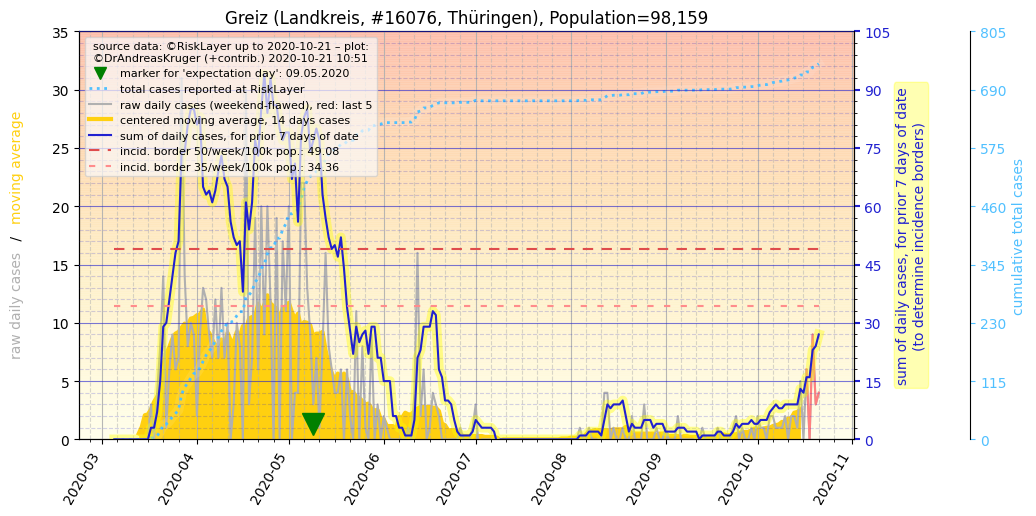 Greiz (Landkreis, #16076, Thüringen), Population=98,159
source data: ©RiskLayer up to 2020-10-21 – plot:
©DrAndreasKruger (+contrib.) 2020-10-21 10:51
marker for 'expectation day': 09.05.2020
total cases reported at RiskLayer
raw daily cases (weekend-flawed), red: last 5
centered moving average, 14 days cases
sum of daily cases, for prior 7 days of date
incid. border 50/week/100k pop.: 49.08
incid. border 35/week/100k pop.: 34.36
raw daily cases / moving average
35
30
25
20
15
10
5
0
105
90
75
60
45
30
15
0
sum of daily cases, for prior 7 days of date
(to determine incidence borders)
805
690
575
460
345
230
115
0
cumulative total cases
2020-03
2020-04
2020-05
2020-06
2020-07
2020-08
2020-09
2020-10
2020-11